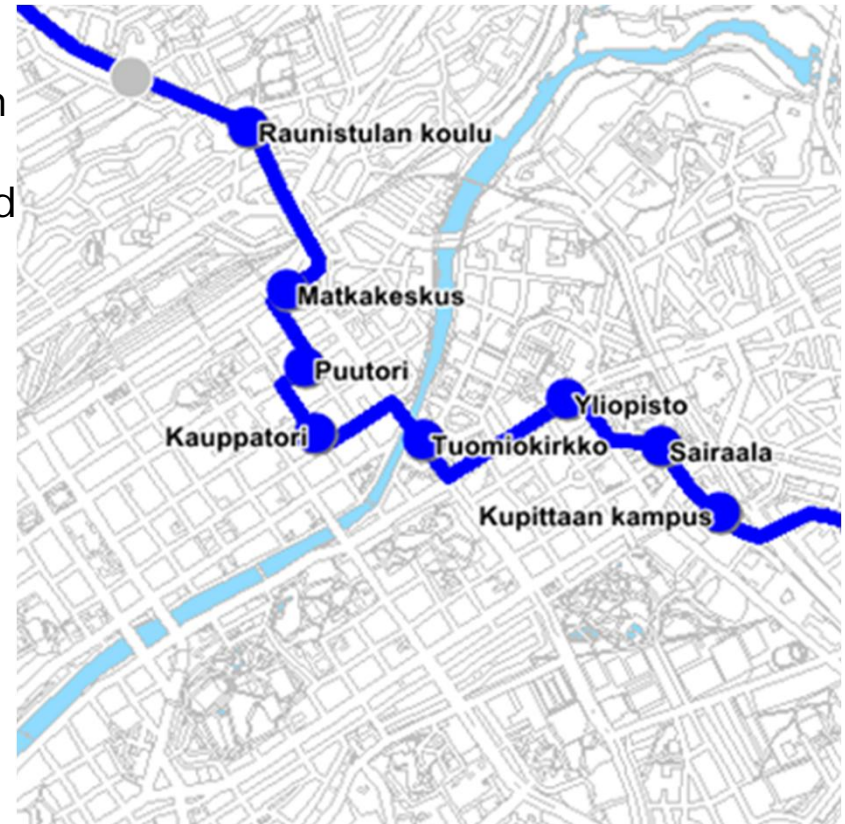 Raunistulan koulu
Matkakeskus
Puutori
Kauppatori
Tuomiokirkko
Yliopisto
Sairaala
Kupittaan kampus